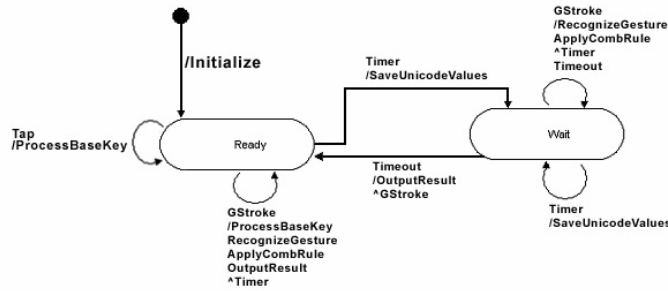 GStroke
/RecognizeGesture
ApplyCombRule
^Timer
Timeout
/Initialize
Timer
/SaveUnicodeValues
Tap
/ProcessBaseKey
Ready
Wait
Timeout
/OutputResult
^GStroke
GStroke
/ProcessBaseKey
RecognizeGesture
ApplyCombRule
OutputResult
^Timer
Timer
/SaveUnicodeValues